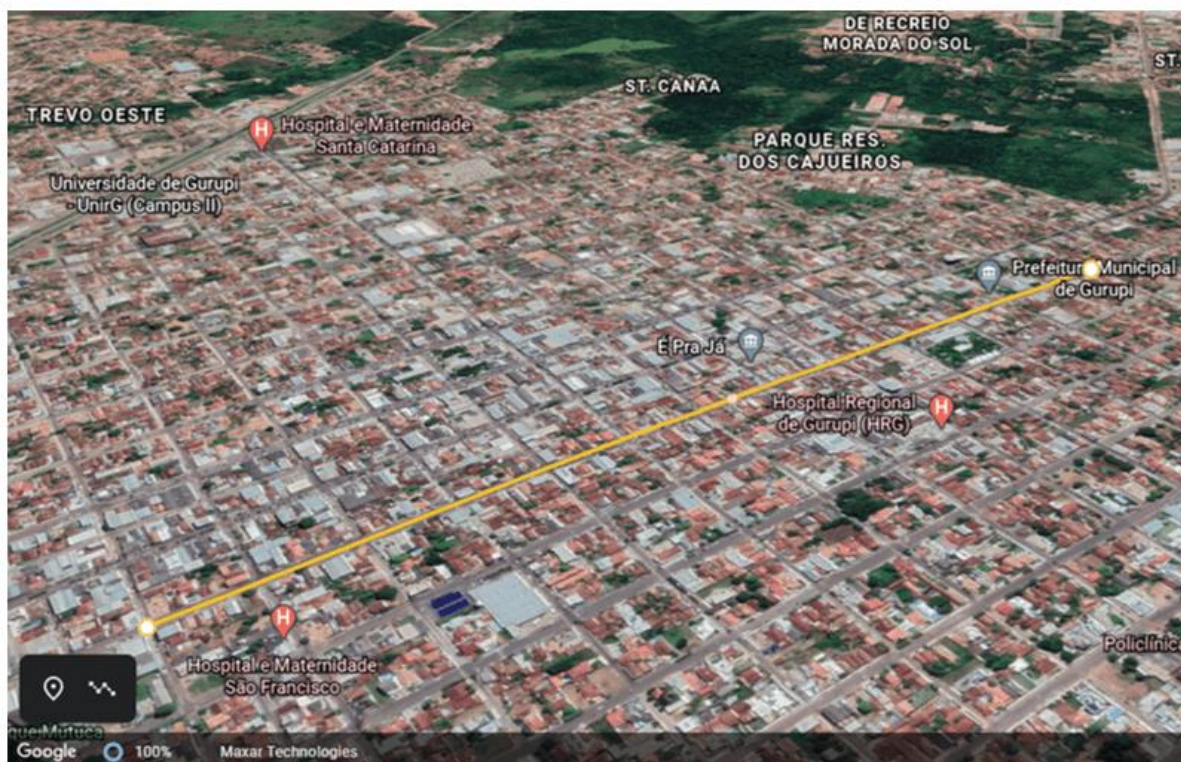 DE RECREIO
MORADA DO SOL
ST.
ST. CANAA
TREVO OESTE
Hospital e Maternidade
Santa Catarina
PARQUE RES.
DOS CAJUEIROS
Universidade de Gurupi
- UnirG (Campus II)
Prefeitura Municipal
de Gurupi
É Pra Já
Hospital Regional
de Gurupi (HRG)
Hospital e Maternidade
São Francisco
Policlínica
que Mutuca
Google 100% Maxar Technologies